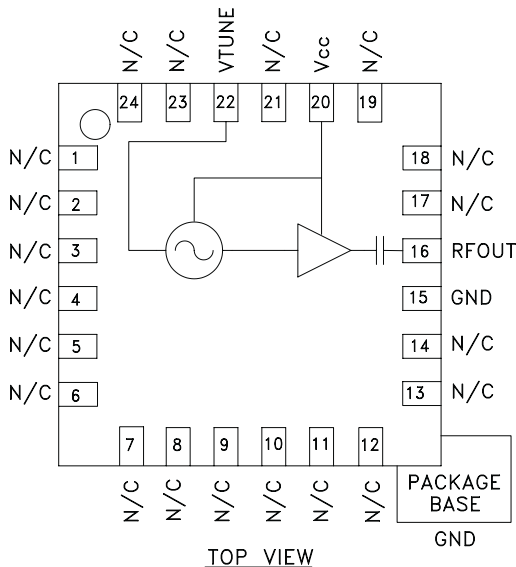 N/C N/C VTUNE N/C Vcc N/C
24 23 22 21 20 19
N/C 1 18 N/C
N/C 2 17 N/C
N/C 3 16 RFOUT
N/C 4 15 GND
N/C 5 14 N/C
N/C 6 13 N/C
7 8 9 10 11 12
N/C N/C N/C N/C N/C N/C
PACKAGE
BASE
GND
TOP VIEW